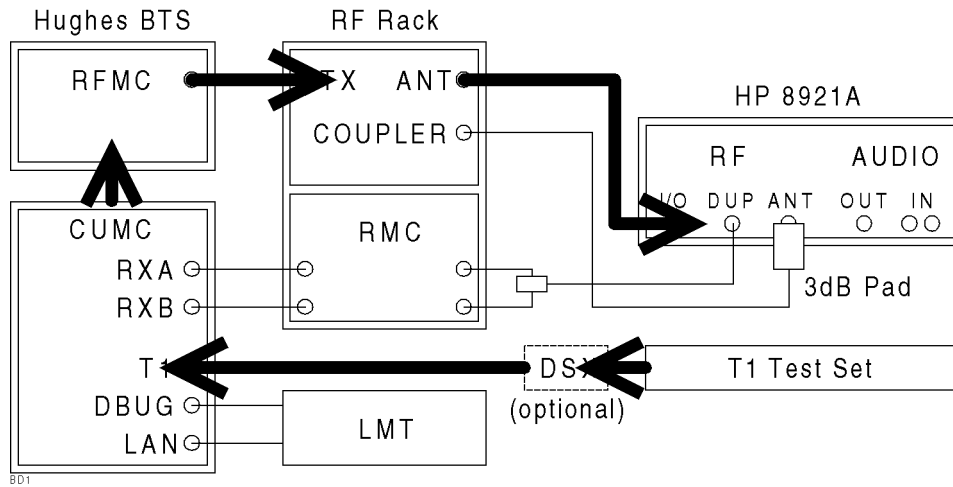 Hughes BTS
RF Rack
RFMC
TX
ANT
COUPLER
HP 8921A
RF
AUDIO
I/O
DUP
ANT
OUT
IN
CUMC
RXA
RXB
RMC
3dB Pad
T1
DSX
(optional)
T1 Test Set
DBUG
LAN
LMT
BD1